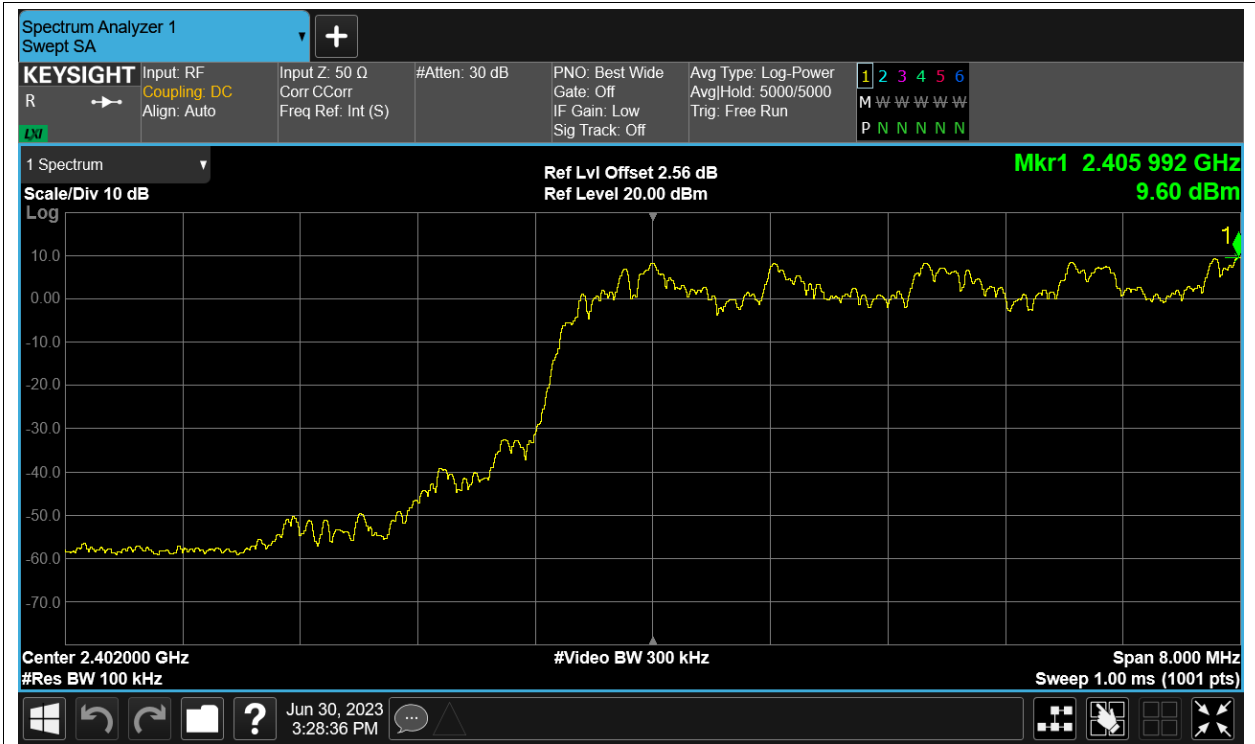 Spectrum Analyzer 1
Swept SA
KEYSIGHT
R
LXI
Input: RF
Coupling: DC
Align: Auto
Input Z: 50 Ω
Corr CCorr
Freq Ref: Int (S)
#Atten: 30 dB
PNO: Best Wide
Gate: Off
IF Gain: Low
Sig Track: Off
Avg Type: Log-Power
Avg|Hold: 5000/5000
Trig: Free Run
1 2 3 4 5 6
M W W W W W
P N N N N N
1 Spectrum
Scale/Div 10 dB
Log
Ref Lvl Offset 2.56 dB
Ref Level 20.00 dBm
Mkr1 2.405 992 GHz
9.60 dBm
1
10.0
0.00
-10.0
-20.0
-30.0
-40.0
-50.0
-60.0
-70.0
Center 2.402000 GHz
#Video BW 300 kHz
Span 8.000 MHz
#Res BW 100 kHz
Sweep 1.00 ms (1001 pts)
?
Jun 30, 2023
3:28:36 PM